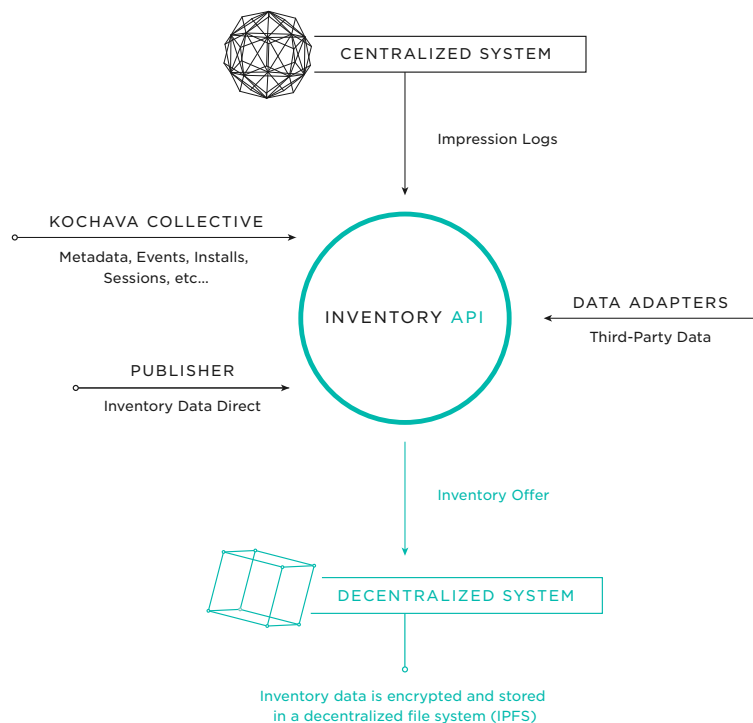 CENTRALIZED SYSTEM
Impression Logs
KOCHAVA COLLECTIVE
Metadata, Events, Installs,
Sessions, etc...
INVENTORY API
DATA ADAPTERS
Third-Party Data
PUBLISHER
Inventory Data Direct
Inventory Offer
DECENTRALIZED SYSTEM
Inventory data is encrypted and stored
in a decentralized file system (IPFS)